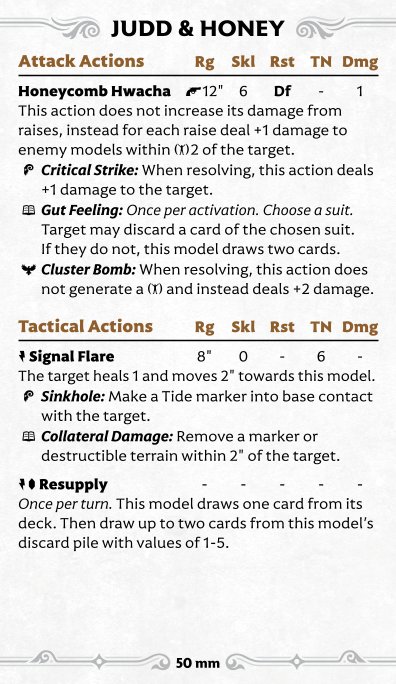 JUDD & HONEY
Attack Actions Rg Skl Rst TN Dmg
Honeycomb Hwacha 12" 6 Df - 1
This action does not increase its damage from
raises, instead for each raise deal +1 damage to
enemy models within 2 of the target.
Critical Strike: When resolving, this action deals
+1 damage to the target.
Gut Feeling: Once per activation. Choose a suit.
Target may discard a card of the chosen suit.
If they do not, this model draws two cards.
Cluster Bomb: When resolving, this action does
not generate a and instead deals +2 damage.
Tactical Actions Rg Skl Rst TN Dmg
Signal Flare 8" 0 - 6 -
The target heals 1 and moves 2" towards this model.
Sinkhole: Make a Tide marker into base contact
with the target.
Collateral Damage: Remove a marker or
destructible terrain within 2" of the target.
Resupply - - - - -
Once per turn. This model draws one card from its
deck. Then draw up to two cards from this model's
discard pile with values of 1-5.
50 mm